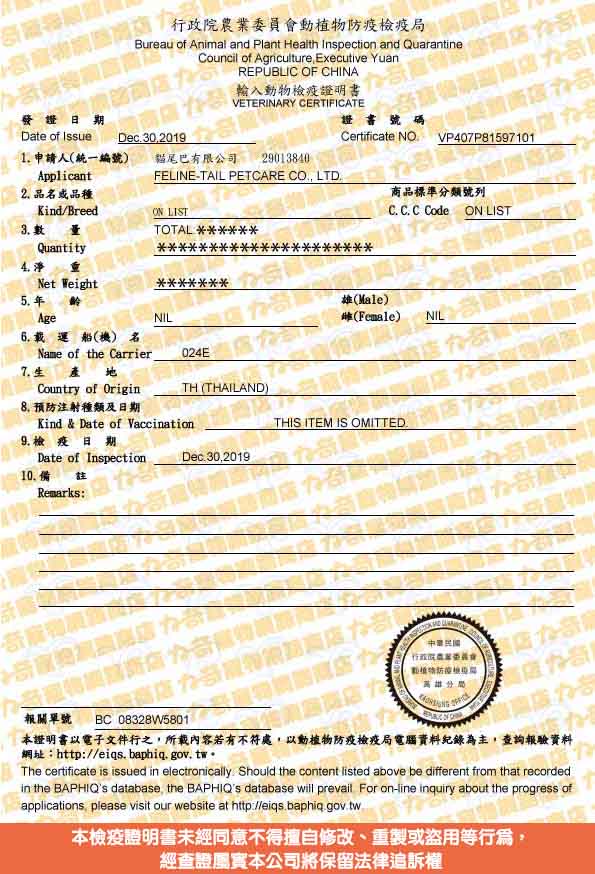 行政院農業委員會動植物防疫檢疫局
Bureau of Animal and Plant Health Inspection and Quarantine
Council of Agriculture,Executive Yuan
REPUBLIC OF CHINA
輸入動物檢疫證明書
VETERINARY CERTIFICATE
發 證 日 期 證 書 號 碼
Date of Issue Dec.30,2019 Certificate NO. VP407P81597101
1.申請人(統一編號) 貓尾巴有限公司 29013840
Applicant FELINE-TAIL PETCARE CO., LTD.
2.品名或品種 商品標準分類號列
Kind/Breed ON LIST C.C.C Code ON LIST
3.數 量 TOTAL ******
Quantity *********************
4.淨 重
Net Weight *******
5.年 齡 雄(Male)
Age NIL 雌(Female) NIL
6.載 運 船(機) 名
Name of the Carrier 024E
7.生 產 地
Country of Origin TH (THAILAND)
8.預防注射種類及日期
Kind & Date of Vaccination THIS ITEM IS OMITTED.
9.檢 疫 日 期
Date of Inspection Dec.30,2019
10.備 註
Remarks:
中華民國
行政院農業委員會
動植物防疫檢疫局
高雄分局
KAOHSIUNG OFFICE
REPUBLIC OF CHINA
報關單號 BC 08328W5801
本證明書以電子文件行之，所載內容若有不符處，以動植物防疫檢疫局電腦資料紀錄為主，查詢報驗資料
網址：http://eiqs.baphiq.gov.tw。
The certificate is issued in electronically. Should the content listed above be different from that recorded
in the BAPHIQ's database, the BAPHIQ's database will prevail. For on-line inquiry about the progress of
applications, please visit our website at http://eiqs.baphiq.gov.tw.
本檢疫證明書未經同意不得擅自修改、重製或盜用等行為，
經查證屬實本公司將保留法律追訴權